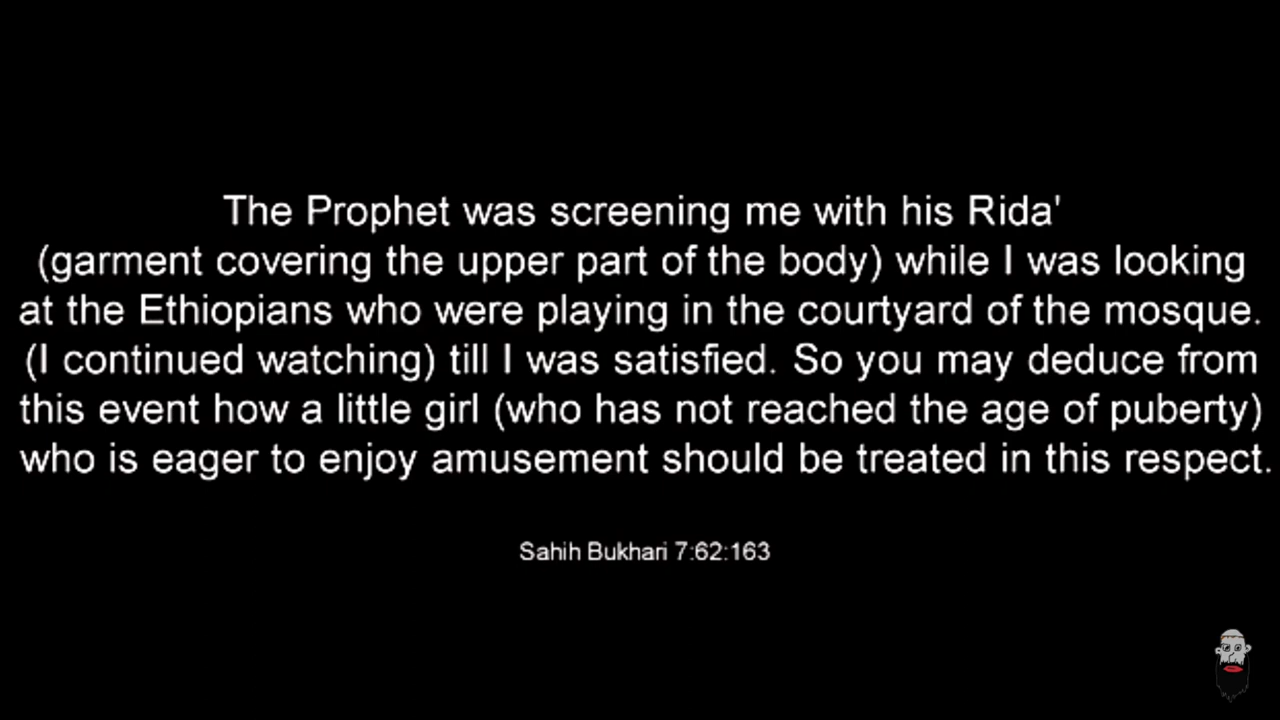 The Prophet was screening me with his Rida'
(garment covering the upper part of the body) while I was looking
at the Ethiopians who were playing in the courtyard of the mosque.
(I continued watching) till I was satisfied. So you may deduce from
this event how a little girl (who has not reached the age of puberty)
who is eager to enjoy amusement should be treated in this respect.
Sahih Bukhari 7:62:163